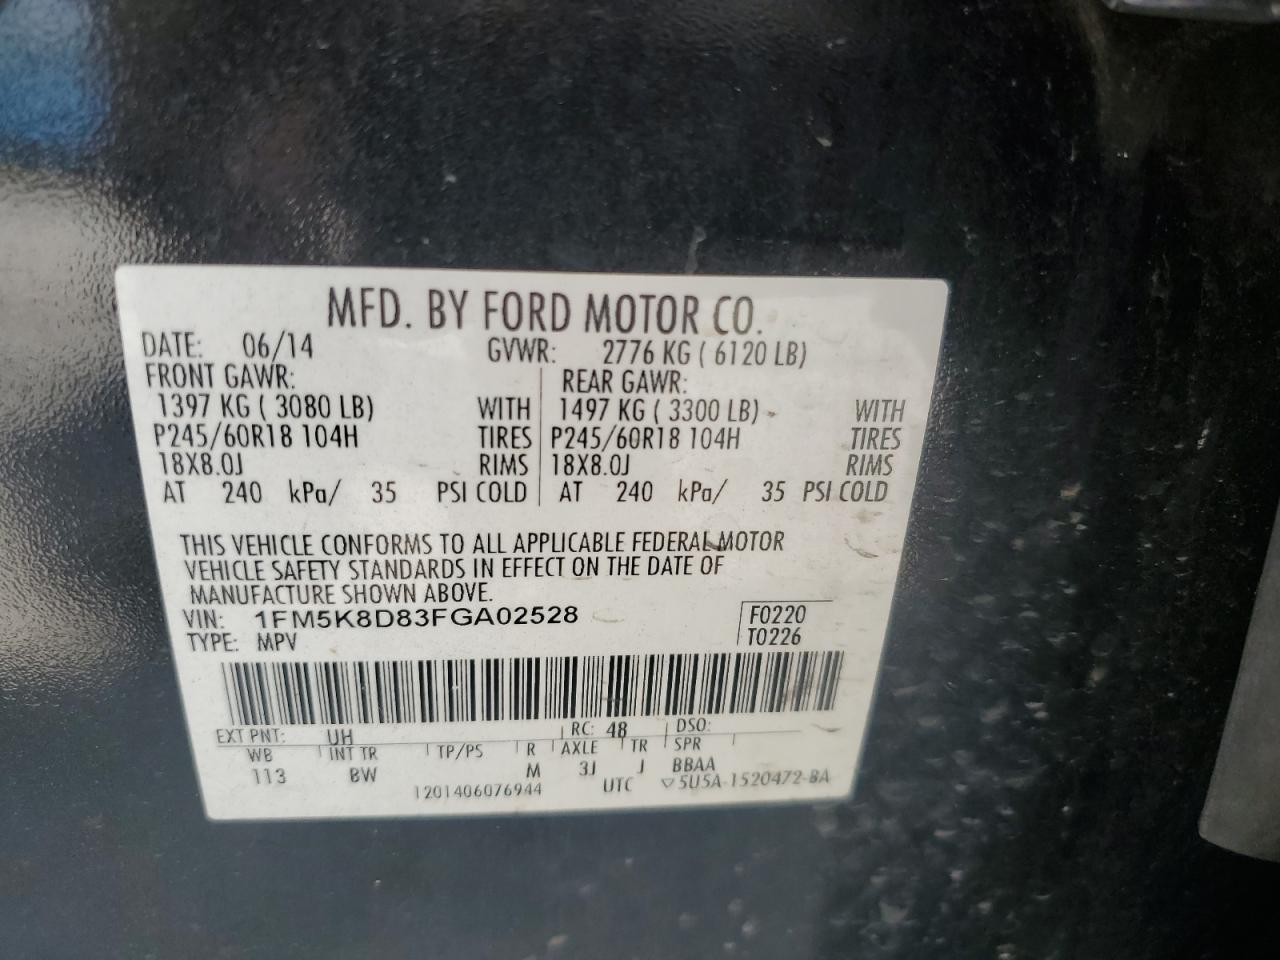 MFD. BY FORD MOTOR CO.
DATE: 06/14 GVWR: 2776 KG ( 6120 LB)
FRONT GAWR: REAR GAWR:
1397 KG ( 3080 LB) WITH 1497 KG ( 3300 LB) WITH
P245/60R18 104H TIRES P245/60R18 104H TIRES
18X8.0J RIMS 18X8.0J RIMS
AT 240 kPa/ 35 PSI COLD AT 240 kPa/ 35 PSI COLD
THIS VEHICLE CONFORMS TO ALL APPLICABLE FEDERAL MOTOR
VEHICLE SAFETY STANDARDS IN EFFECT ON THE DATE OF
MANUFACTURE SHOWN ABOVE.
VIN: 1FM5K8D83FGA02528 F0220
TYPE: MPV T0226
EXT PNT: UH RC: 48 DSO:
WB INT TR TP/PS R AXLE TR SPR
113 BW M 3J J BBAA
1201406076944 UTC ▽5U5A-1520472-BA